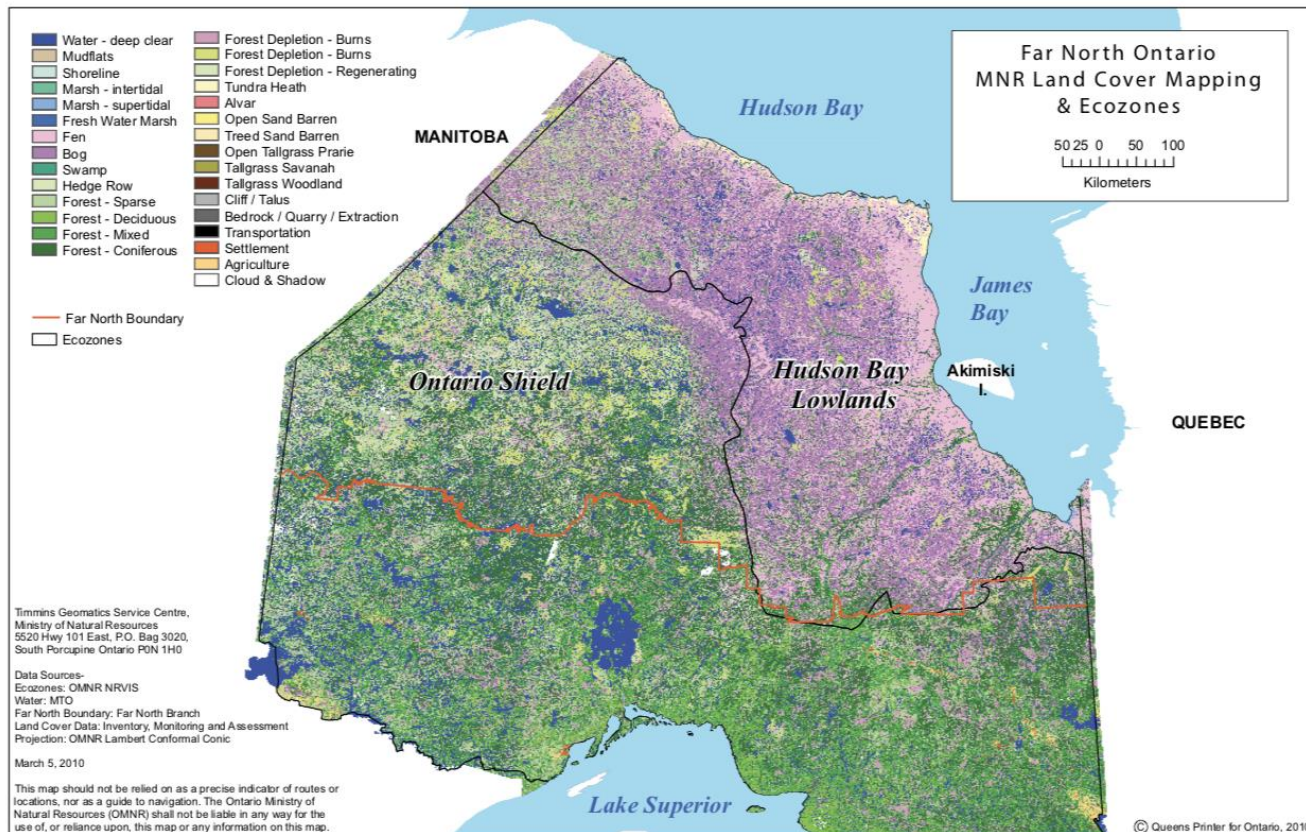 Water - deep clear
Mudflats
Shoreline
Marsh - intertidal
Marsh - supertidal
Fresh Water Marsh
Fen
Bog
Swamp
Hedge Row
Forest - Sparse
Forest - Deciduous
Forest - Mixed
Forest - Coniferous
Forest Depletion - Burns
Forest Depletion - Burns
Forest Depletion - Regenerating
Tundra Heath
Alvar
Open Sand Barren
Treed Sand Barren
Open Tallgrass Prarie
Tallgrass Savanah
Tallgrass Woodland
Cliff / Talus
Bedrock / Quarry / Extraction
Transportation
Settlement
Agriculture
Cloud & Shadow
Far North Boundary
Ecozones
Far North Ontario
MNR Land Cover Mapping
& Ecozones
50 25 0 50 100
Kilometers
MANITOBA
Hudson Bay
James
Bay
Akimiski
I.
QUEBEC
Ontario Shield
Hudson Bay
Lowlands
Lake Superior
Timmins Geomatics Service Centre,
Ministry of Natural Resources
5520 Hwy 101 East, P.O. Bag 3020,
South Porcupine Ontario P0N 1H0
Data Sources-
Ecozones: OMNR NRVIS
Water: MTO
Far North Boundary: Far North Branch
Land Cover Data: Inventory, Monitoring and Assessment
Projection: OMNR Lambert Conformal Conic
March 5, 2010
This map should not be relied on as a precise indicator of routes or
locations, nor as a guide to navigation. The Ontario Ministry of
Natural Resources (OMNR) shall not be liable in any way for the
use of, or reliance upon, this map or any information on this map.
© Queens Printer for Ontario, 201